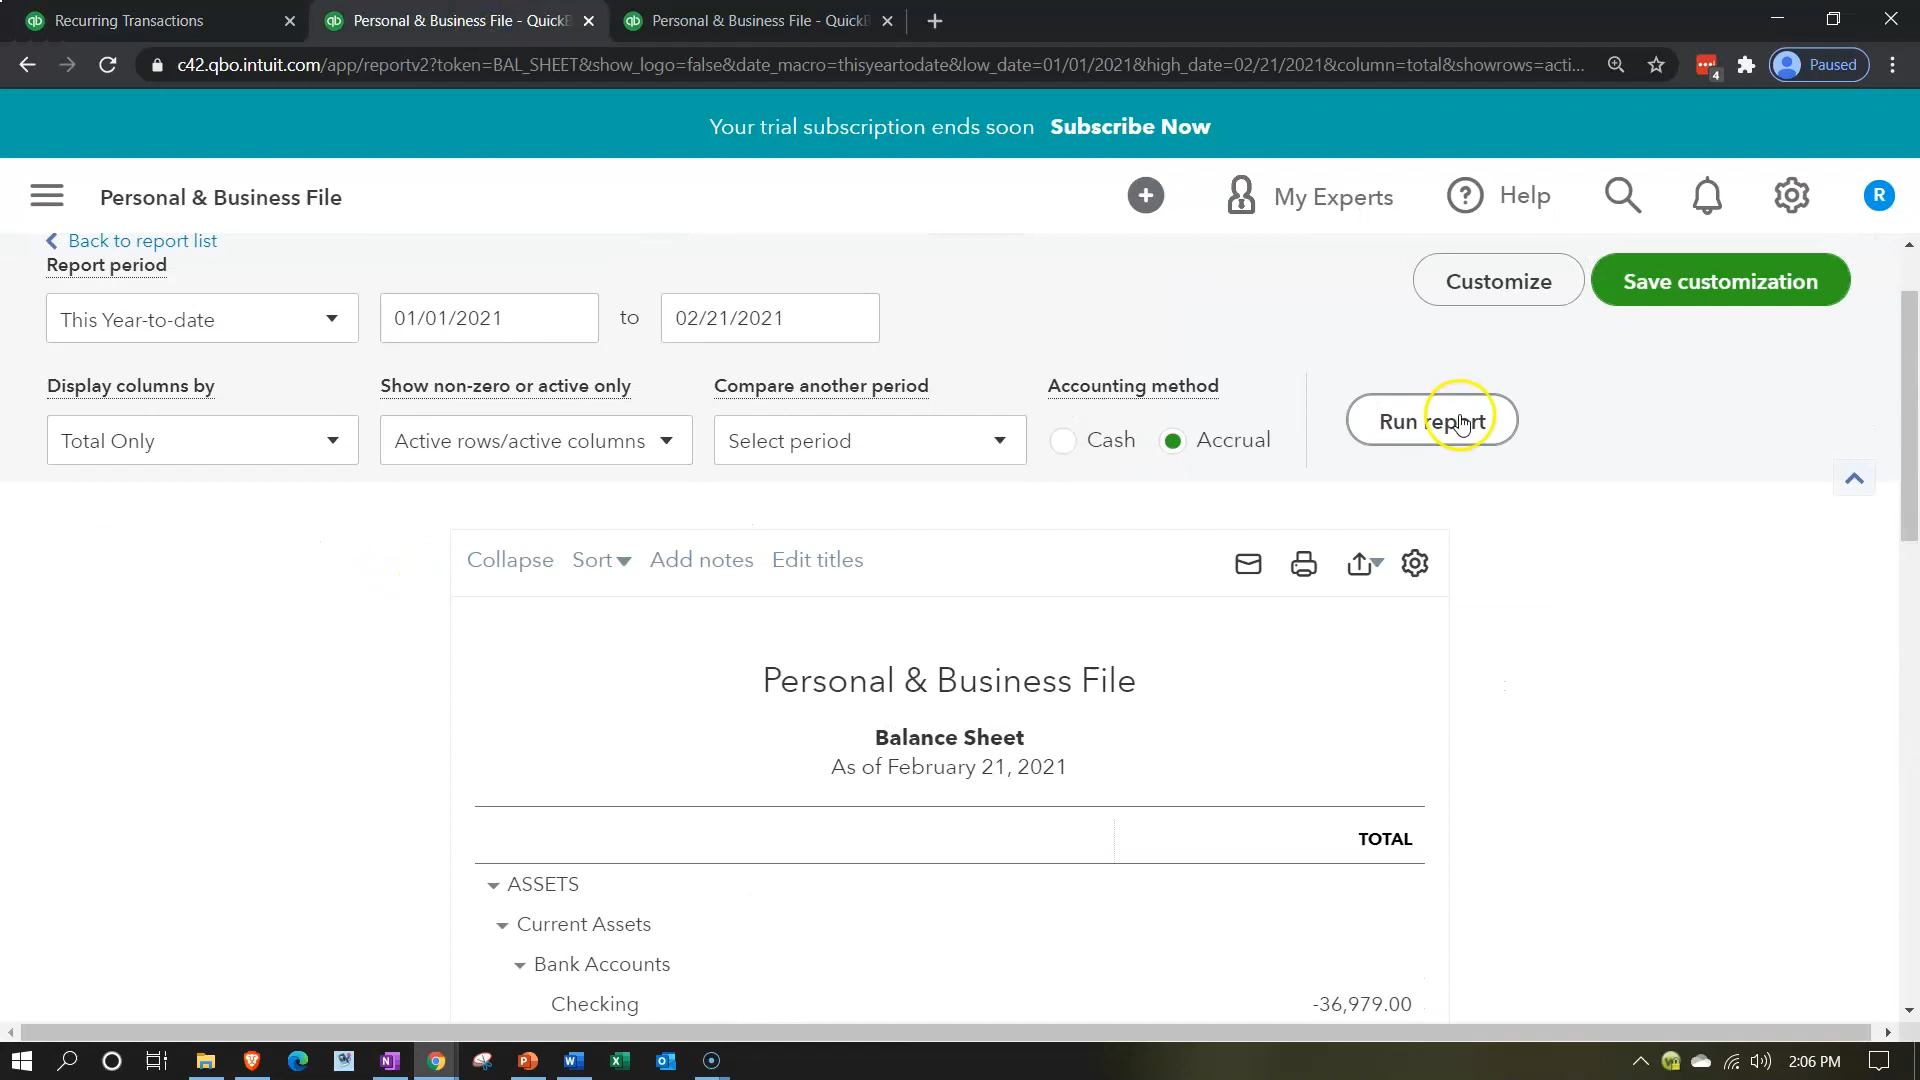 Recurring Transactions
Personal & Business File - QuickB
Personal & Business File - QuickB
c42.qbo.intuit.com/app/reportv2?token=BAL_SHEET&show_logo=false&date_macro=thisyeartodate&low_date=01/01/2021&high_date=02/21/2021&column=total&showrows=acti...
4
Paused
Your trial subscription ends soon Subscribe Now
Personal & Business File
My Experts
Help
R
Back to report list
Report period
Customize
Save customization
This Year-to-date
01/01/2021
to
02/21/2021
Display columns by
Show non-zero or active only
Compare another period
Accounting method
Total Only
Active rows/active columns
Select period
Cash
Accrual
Run report
Collapse
Sort
Add notes
Edit titles
Personal & Business File
Balance Sheet
As of February 21, 2021
TOTAL
ASSETS
Current Assets
Bank Accounts
Checking -36,979.00
2:06 PM